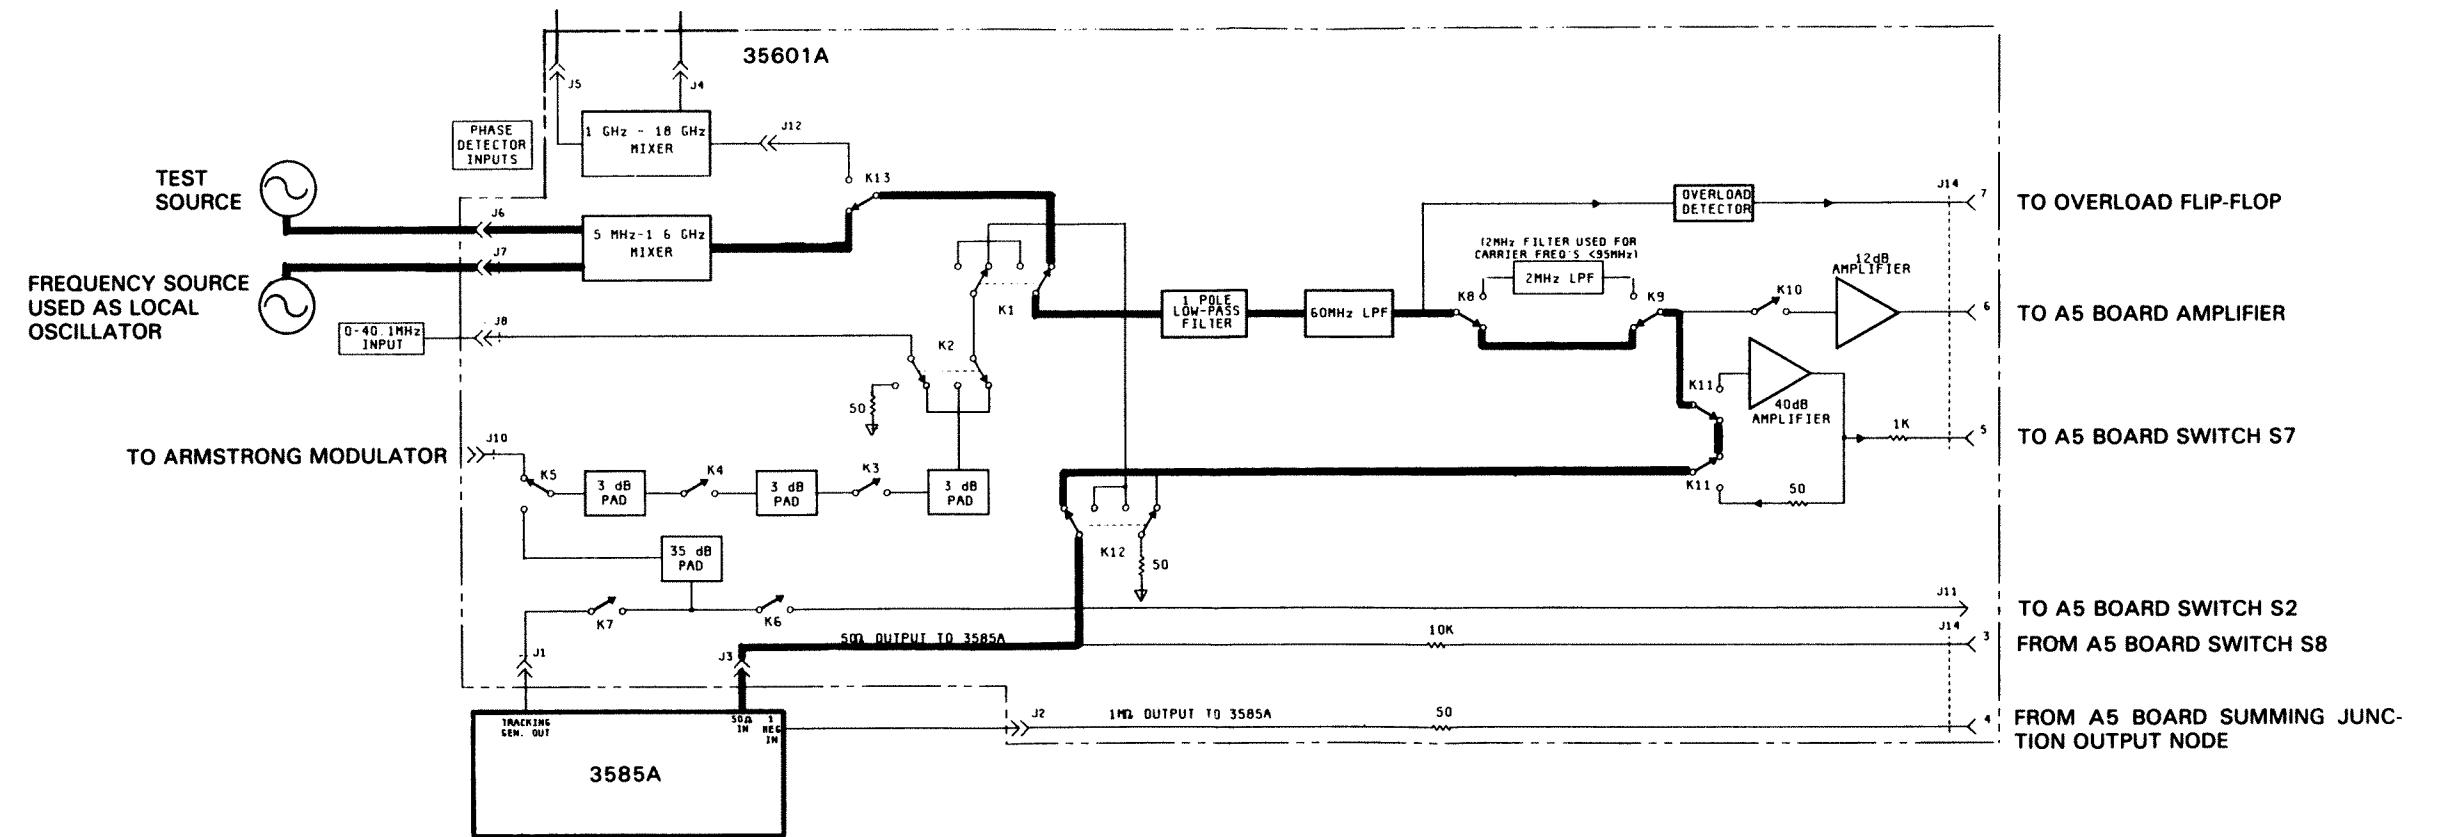 35601A
J5
J4
PHASE
DETECTOR
INPUTS
1 GHz - 18 GHz
MIXER
J12
K13
TEST
SOURCE
J6
5 MHz-1 6 GHz
MIXER
J7
FREQUENCY SOURCE
USED AS LOCAL
OSCILLATOR
0-40.1MHz
INPUT
J8
K1
K2
50
1 POLE
LOW-PASS
FILTER
60MHz LPF
OVERLOAD
DETECTOR
J14
7
TO OVERLOAD FLIP-FLOP
(2MHz FILTER USED FOR
CARRIER FREQ'S <95MHz)
2MHz LPF
K8
K9
K10
12dB
AMPLIFIER
6
TO A5 BOARD AMPLIFIER
K11
40dB
AMPLIFIER
1K
5
TO A5 BOARD SWITCH S7
TO ARMSTRONG MODULATOR
J10
K5
3 dB
PAD
K4
3 dB
PAD
K3
3 dB
PAD
K11
50
35 dB
PAD
K12
50
K7
K6
J11
TO A5 BOARD SWITCH S2
J1
J3
50Ω OUTPUT TO 3585A
10K
J14
3
FROM A5 BOARD SWITCH S8
TRACKING
GEN. OUT
50Ω
IN
1
MEG
IN
J2
1MΩ OUTPUT TO 3585A
50
4
FROM A5 BOARD SUMMING JUNC-
TION OUTPUT NODE
3585A